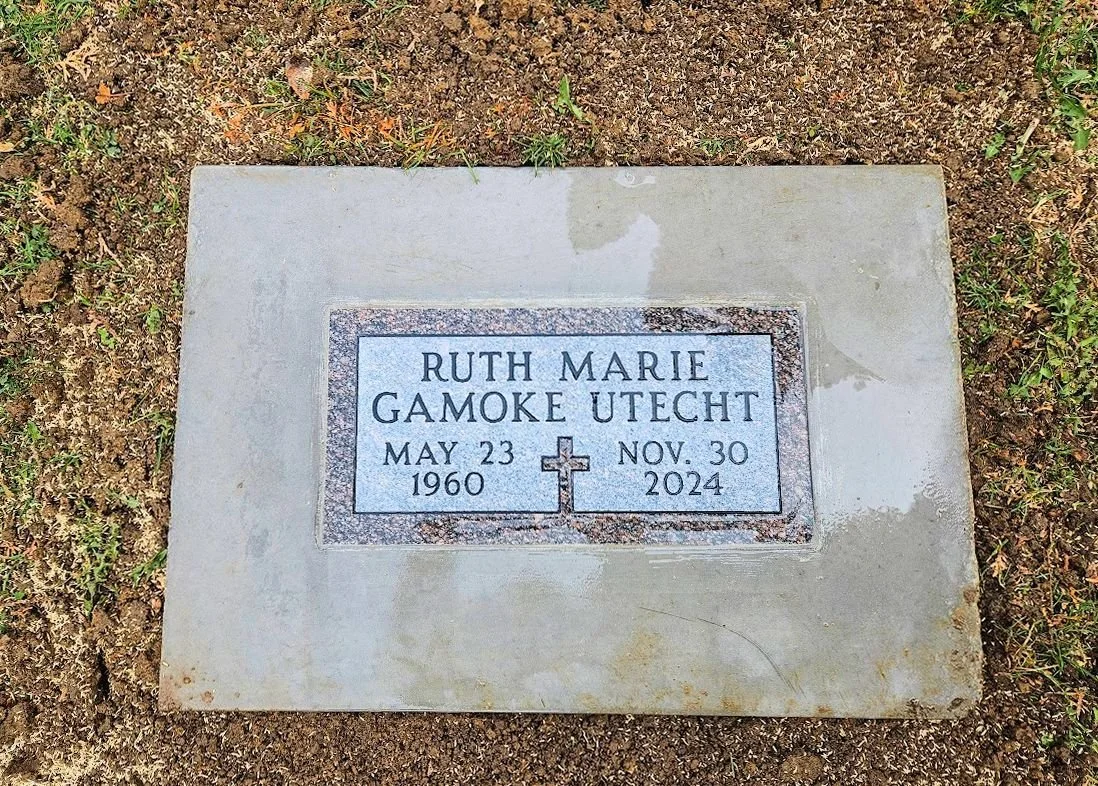 RUTH MARIE
GAMOKE UTECHT
MAY 23 NOV. 30
1960 2024